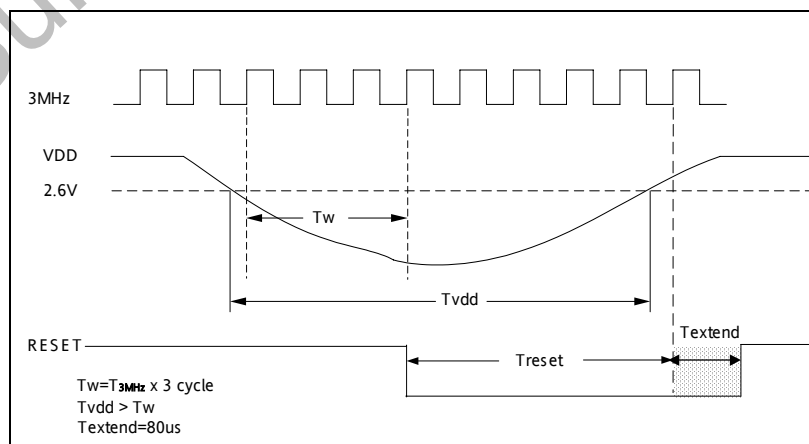 3MHz
VDD
2.6V
Tw
Tvdd
Textend
RESET
Treset
Tw=T3MHz x 3 cycle
Tvdd > Tw
Textend=80us